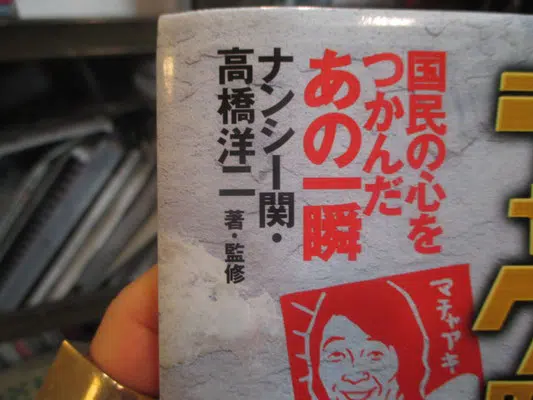 国民の心を
つかんだ
あの一瞬
ナンシー関・
高橋洋二 著・監修
マチャアキ・